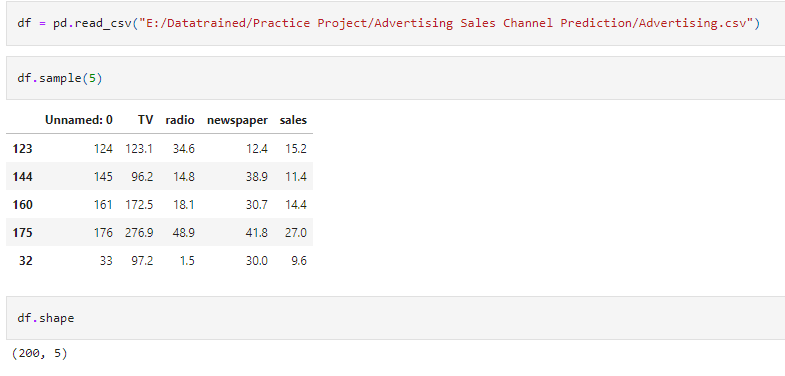 df = pd.read_csv("E:/Datatrained/Practice Project/Advertising Sales Channel Prediction/Advertising.csv")
df.sample(5)
Unnamed: 0 TV radio newspaper sales
123 124 123.1 34.6 12.4 15.2
144 145 96.2 14.8 38.9 11.4
160 161 172.5 18.1 30.7 14.4
175 176 276.9 48.9 41.8 27.0
32 33 97.2 1.5 30.0 9.6
df.shape
(200, 5)